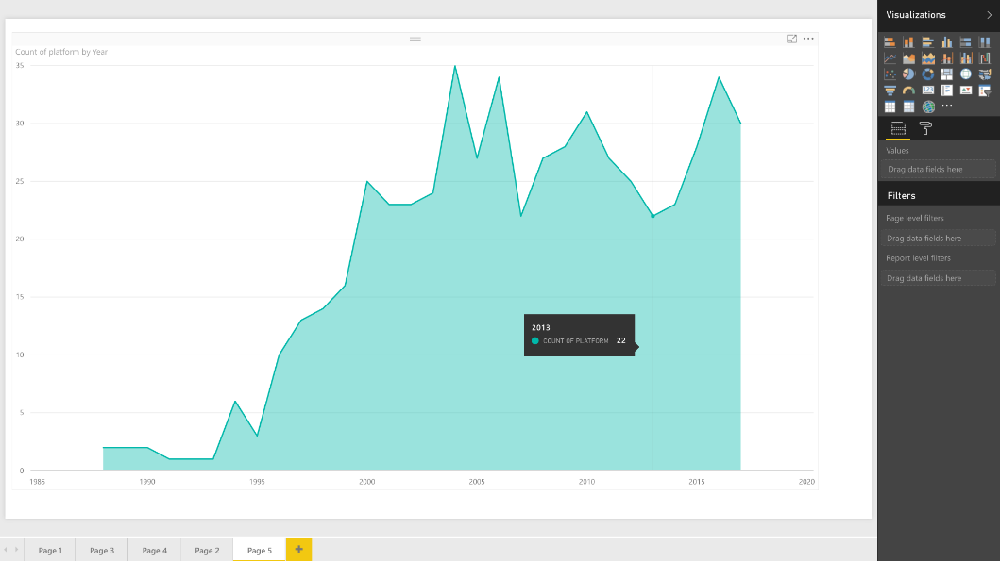 Visualizations
Count of platform by Year
35
30
25
20
15
10
5
0
1985 1990 1995 2000 2005 2010 2015 2020
2013
COUNT OF PLATFORM 22
Values
Drag data fields here
Filters
Page level filters
Drag data fields here
Report level filters
Drag data fields here
Page 1 Page 3 Page 4 Page 2 Page 5 +